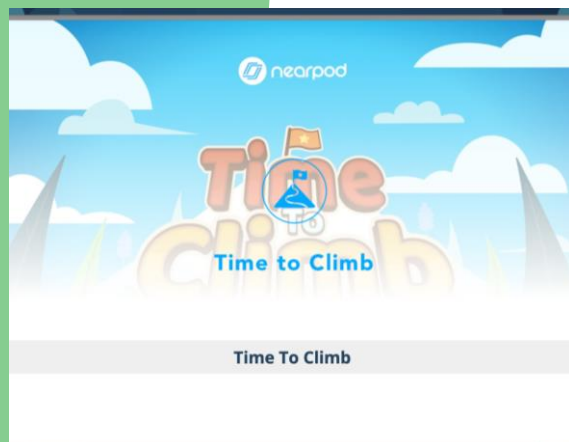 nearpod
Time
To
Climb
Time to Climb
Time To Climb